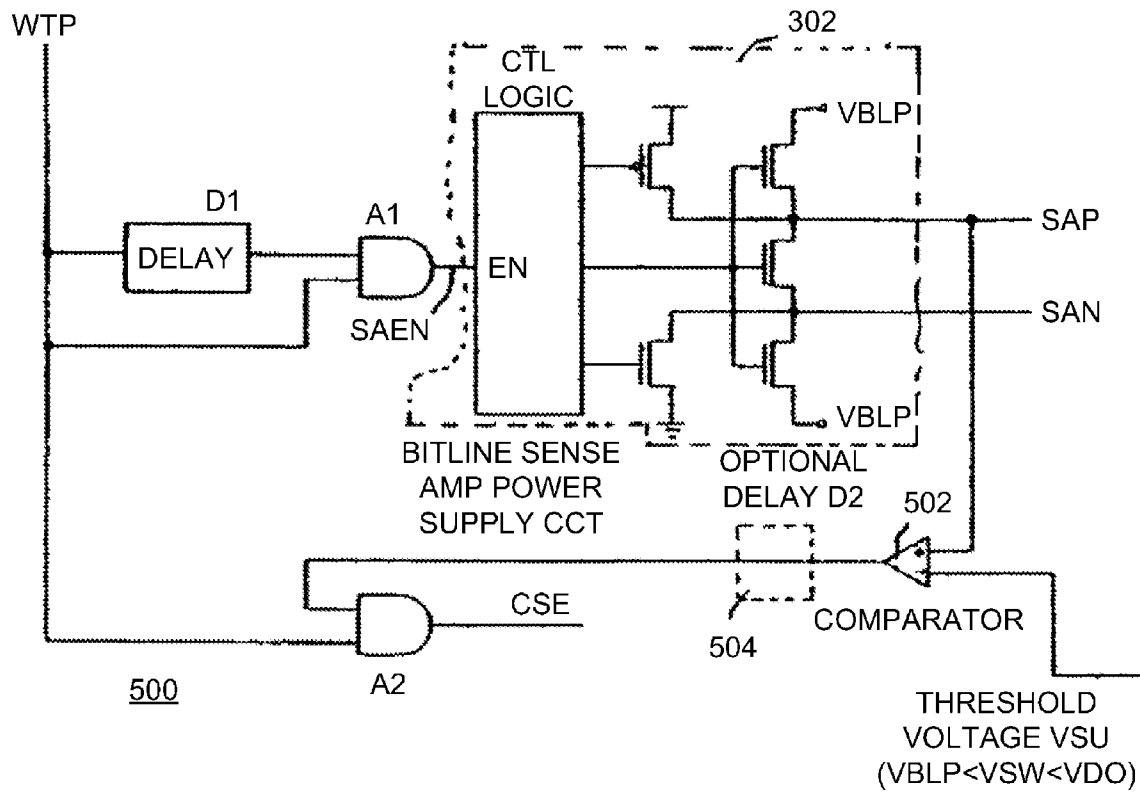 WTP
302
CTL
LOGIC
VBLP
D1
A1
DELAY
EN
SAP
SAEN
SAN
VBLP
BITLINE SENSE
AMP POWER
SUPPLY CCT
OPTIONAL
DELAY D2
502
+
−
CSE
504
COMPARATOR
A2
500
THRESHOLD
VOLTAGE VSU
(VBLP<VSW<VDO)